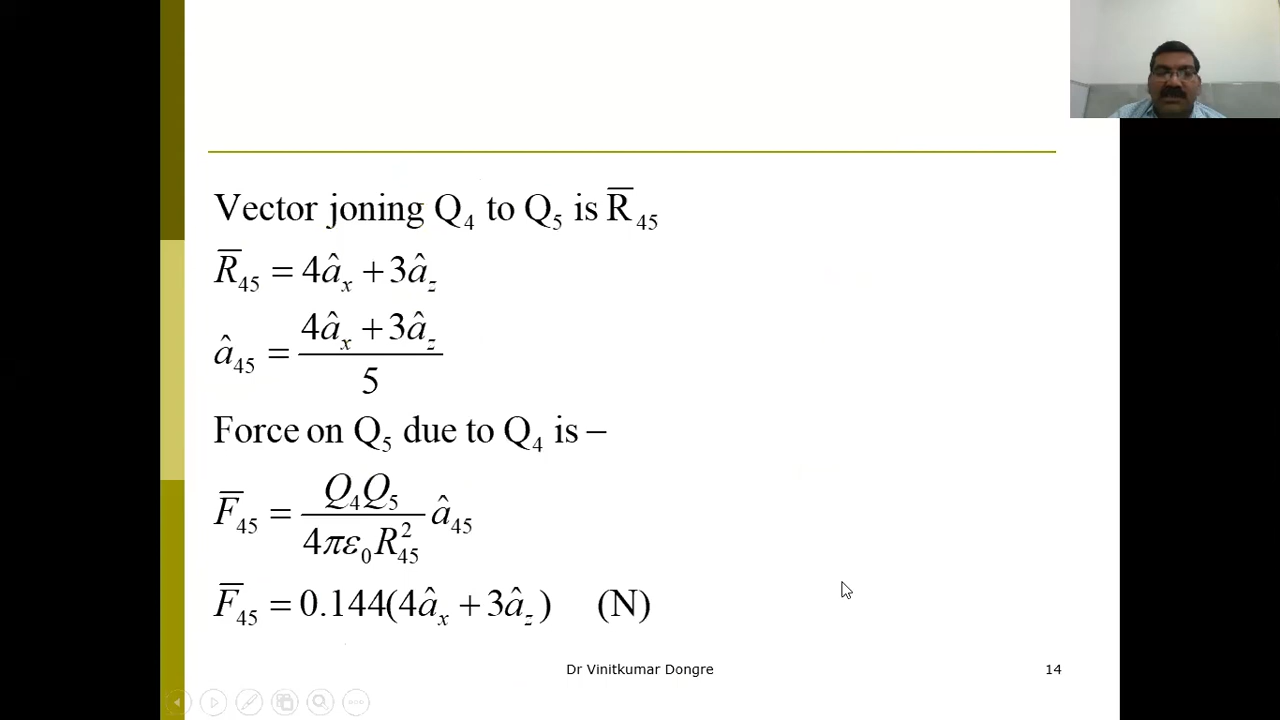 Vector joning Q₄ to Q₅ is R̅₄₅
R̅₄₅ = 4âₓ + 3â_z
â₄₅ = (4âₓ + 3â_z) / 5
Force on Q₅ due to Q₄ is –
F̅₄₅ = Q₄Q₅ / (4πε₀R₄₅²) â₄₅
F̅₄₅ = 0.144(4âₓ + 3â_z) (N)
Dr Vinitkumar Dongre 14